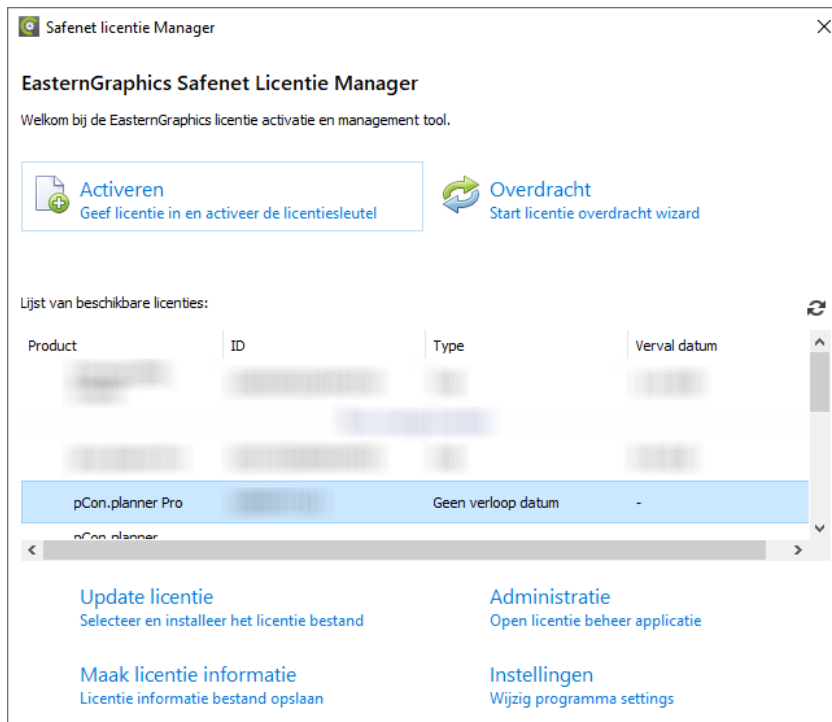 Safenet licentie Manager
EasternGraphics Safenet Licentie Manager
Welkom bij de EasternGraphics licentie activatie en management tool.
Activeren
Geef licentie in en activeer de licentiesleutel
Overdracht
Start licentie overdracht wizard
Lijst van beschikbare licenties:
Product ID Type Verval datum
pCon.planner Pro Geen verloop datum -
pCon.planner
Update licentie
Selecteer en installeer het licentie bestand
Administratie
Open licentie beheer applicatie
Maak licentie informatie
Licentie informatie bestand opslaan
Instellingen
Wijzig programma settings